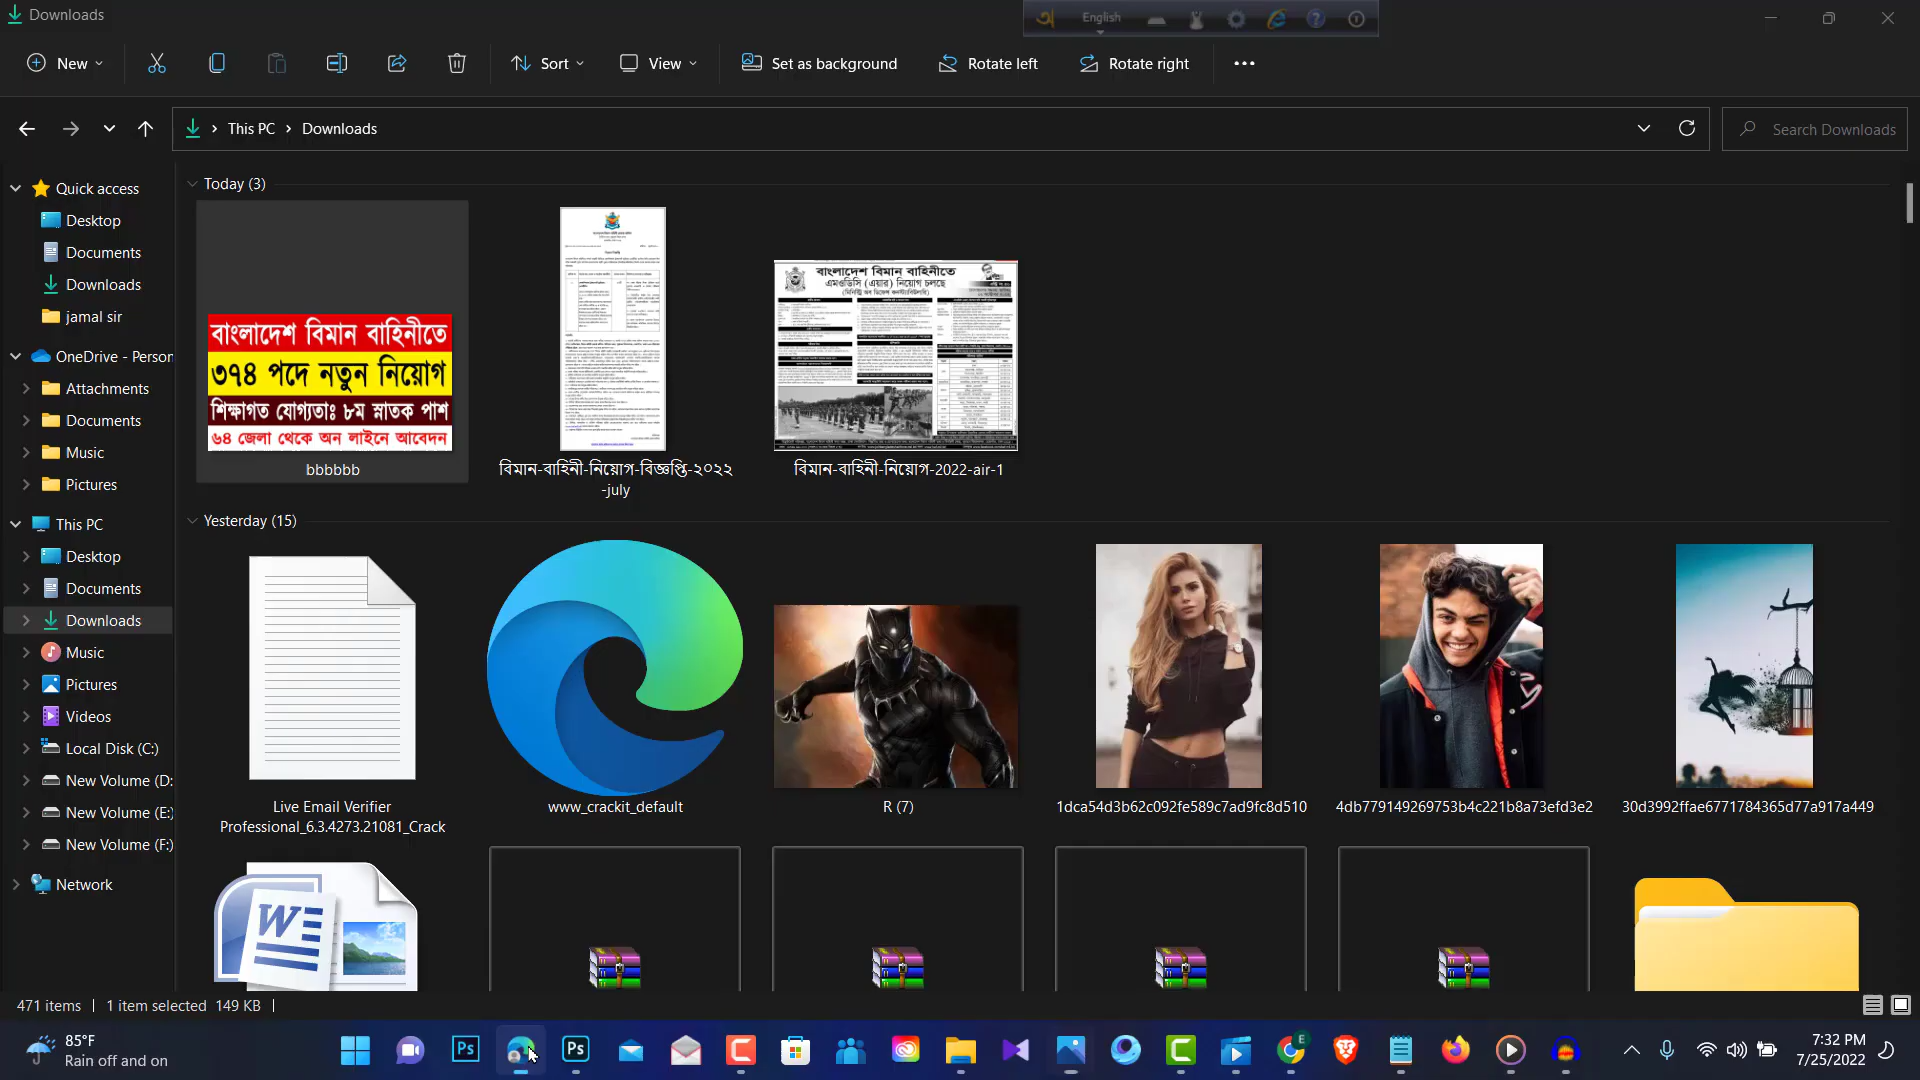 Downloads
English
New
Sort
View
Set as background
Rotate left
Rotate right
This PC
Downloads
Search Downloads
Quick access
Desktop
Documents
Downloads
jamal sir
OneDrive - Person
Attachments
Documents
Music
Pictures
This PC
Desktop
Documents
Downloads
Music
Pictures
Videos
Local Disk (C:)
New Volume (D:
New Volume (E:)
New Volume (F:)
Network
Today (3)
বাংলাদেশ বিমান বাহিনীতে
৩৭৪ পদে নতুন নিয়োগ
শিক্ষাগত যোগ্যতাঃ ৮ম স্নাতক পাশ
৬৪ জেলা থেকে অন লাইনে আবেদন
bbbbbb
বিমান-বাহিনী-নিয়োগ-বিজ্ঞপ্তি-২০২২
-july
বাংলাদেশ বিমান বাহিনীতে
এমওডিসি (এয়ার) নিয়োগ চলছে
বিমান-বাহিনী-নিয়োগ-2022-air-1
Yesterday (15)
Live Email Verifier
Professional_6.3.4273.21081_Crack
www_crackit_default
R (7)
1dca54d3b62c092fe589c7ad9fc8d510
4db779149269753b4c221b8a73efd3e2
30d3992ffae6771784365d77a917a449
W
471 items
1 item selected 149 KB
85°F
Rain off and on
Ps
Ps
E
7:32 PM
7/25/2022